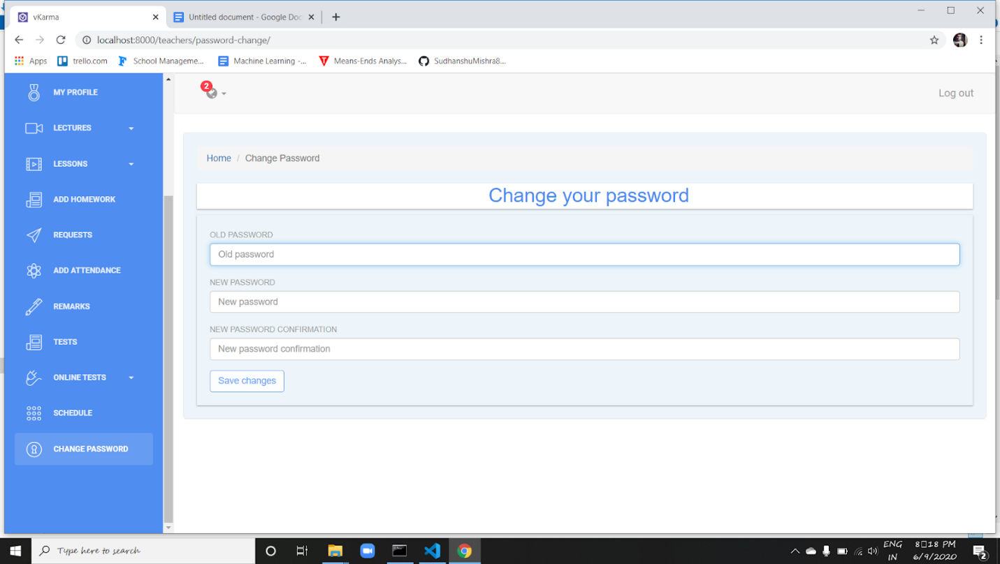 vKarma
Untitled document - Google Doc
localhost:8000/teachers/password-change/
Apps
trello.com
School Manageme...
Machine Learning -...
Means-Ends Analys...
SudhanshuMishra8...
MY PROFILE
LECTURES
LESSONS
ADD HOMEWORK
REQUESTS
ADD ATTENDANCE
REMARKS
TESTS
ONLINE TESTS
SCHEDULE
CHANGE PASSWORD
2
Log out
Home / Change Password
Change your password
OLD PASSWORD
Old password
NEW PASSWORD
New password
NEW PASSWORD CONFIRMATION
New password confirmation
Save changes
Type here to search
ENG
IN
8□18 PM
6/9/2020
2